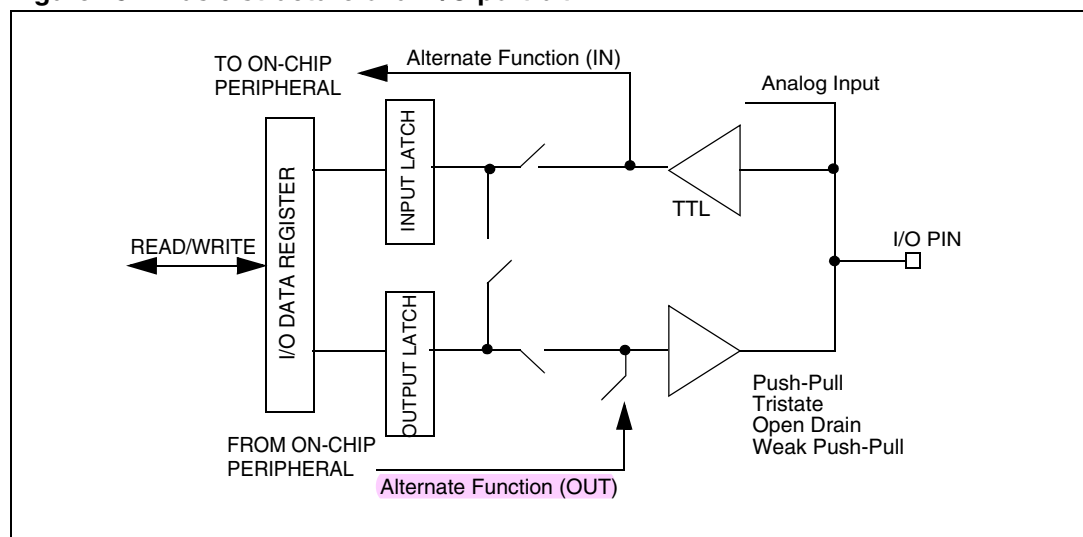 TO ON-CHIP
PERIPHERAL
Alternate Function (IN)
Analog Input
INPUT LATCH
TTL
I/O DATA REGISTER
READ/WRITE
I/O PIN
OUTPUT LATCH
Push-Pull
Tristate
Open Drain
Weak Push-Pull
FROM ON-CHIP
PERIPHERAL
Alternate Function (OUT)